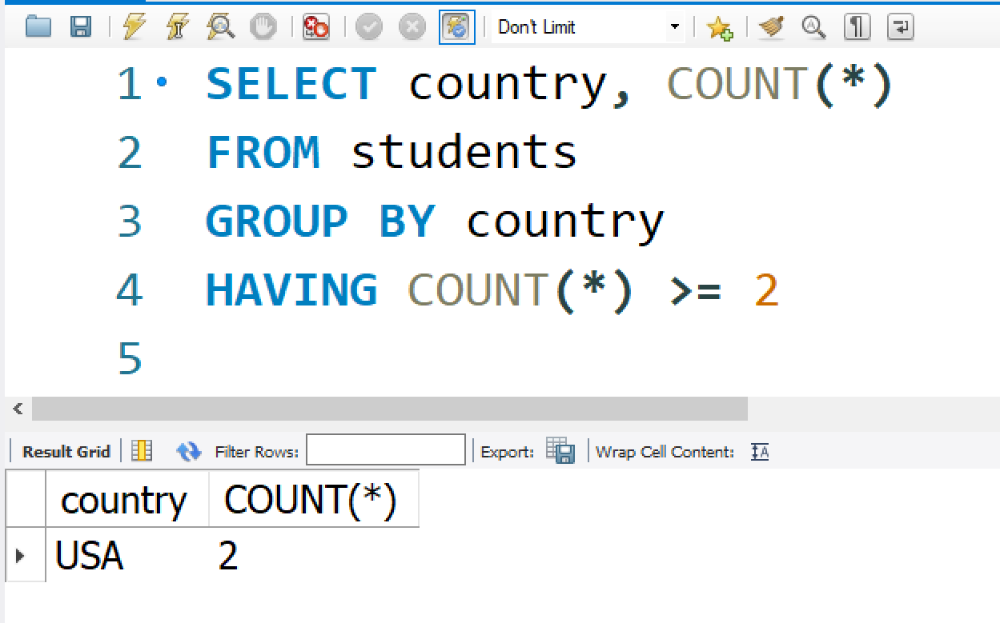 Don't Limit
1 SELECT country, COUNT(*)
2 FROM students
3 GROUP BY country
4 HAVING COUNT(*) >= 2
5
Result Grid Filter Rows: Export: Wrap Cell Content:
country COUNT(*)
USA 2